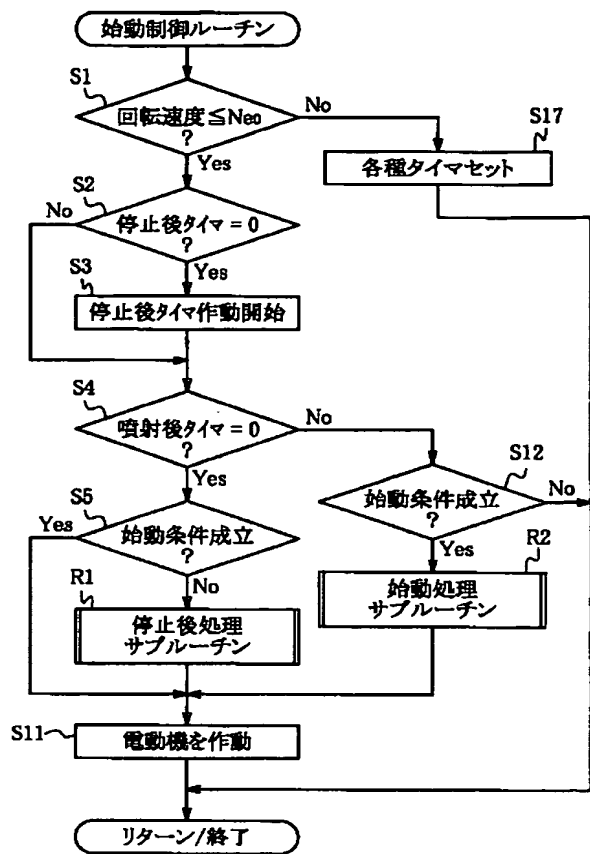 始動制御ルーチン
S1
回転速度≦Neo
?
No
Yes
S17
各種タイマセット
S2
No
停止後タイマ = 0
?
Yes
S3
停止後タイマ作動開始
S4
噴射後タイマ = 0
?
No
Yes
S5
Yes
始動条件成立
?
No
S12
始動条件成立
?
No
Yes
R1
停止後処理
サブルーチン
R2
始動処理
サブルーチン
S11
電動機を作動
リターン/終了